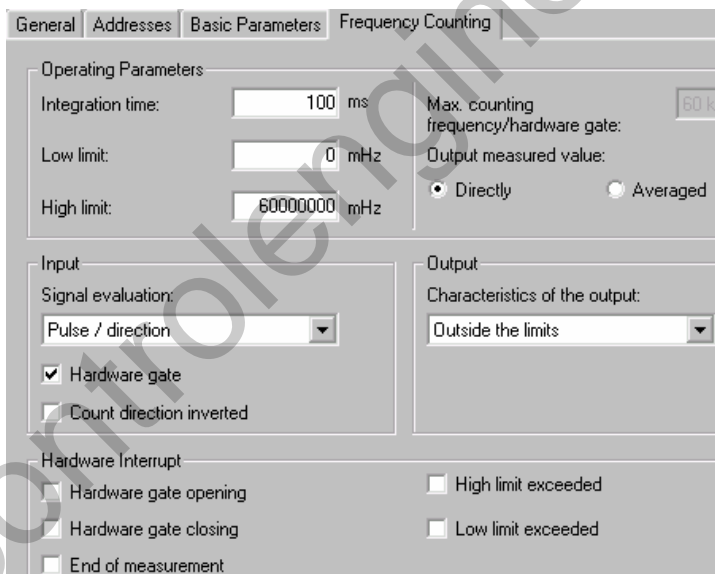 General Addresses Basic Parameters Frequency Counting
Operating Parameters
Integration time: 100 ms
Low limit: 0 mHz
High limit: 60000000 mHz
Max. counting
frequency/hardware gate: 60 k
Output measured value:
Directly Averaged
Input
Signal evaluation:
Pulse / direction
Hardware gate
Count direction inverted
Output
Characteristics of the output:
Outside the limits
Hardware Interrupt
Hardware gate opening
Hardware gate closing
End of measurement
High limit exceeded
Low limit exceeded
controlengine